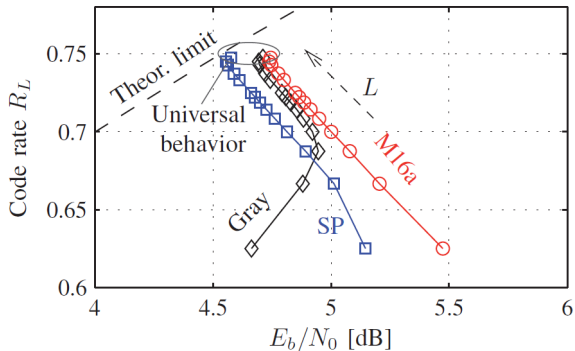 0.75
0.7
0.65
0.6
Code rate R_L
Theor. limit
Universal
behavior
L
M16a
Gray
SP
4
4.5
5
5.5
6
E_b/N_0 [dB]